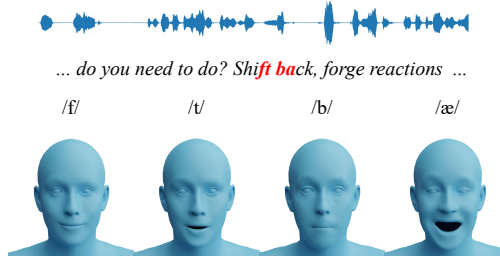 ... do you need to do? Shift back, forge reactions ...
/f/ /t/ /b/ /æ/